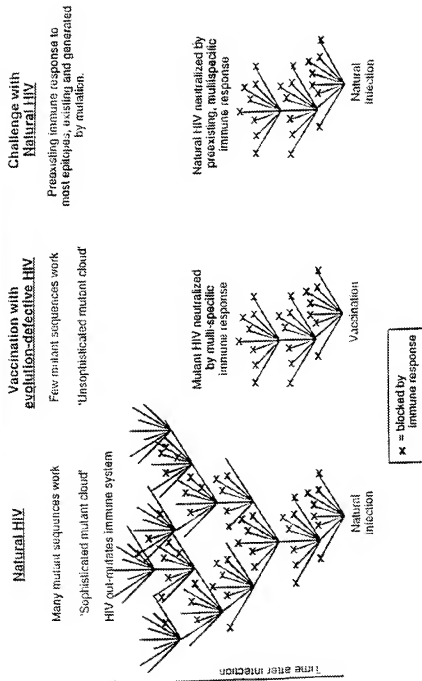 Natural HIV
Many mutant sequences work
'Sophisticated mutant cloud'
HIV out-mutates immune system
Natural
infection
Vaccination with
evolution-defective HIV
Few mutant sequences work
'Unsophisticated mutant cloud'
Mutant HIV neutralized
by multi-specific
immune response
Vaccination
Challenge with
Natural HIV
Preexisting immune response to
most epitopes, existing and generated
by mutation.
Natural HIV neutralized by
preexisting, multispecific
immune response
Natural
infection
Time after infection
x = blocked by
immune response